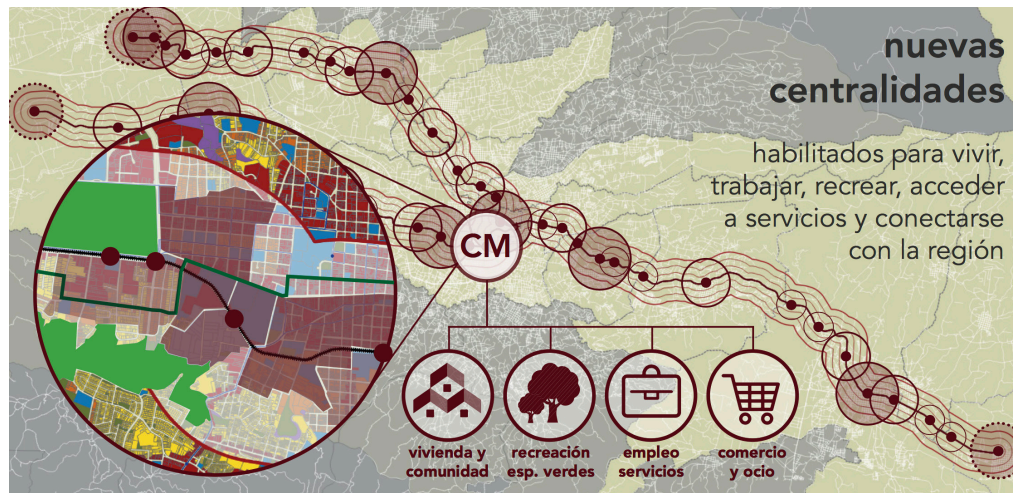 nuevas
centralidades
habilitados para vivir,
trabajar, recrear, acceder
a servicios y conectarse
con la región
CM
vivienda y
comunidad
recreación
esp. verdes
empleo
servicios
comercio
y ocio